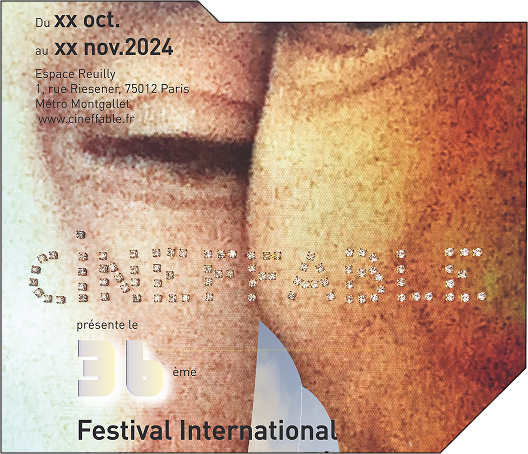 Du xx oct.
au xx nov.2024
Espace Reuilly
1, rue Riesener, 75012 Paris
Métro Montgallet
www.cineffable.fr
CiNEFFABLE
présente le
36 ème
Festival International